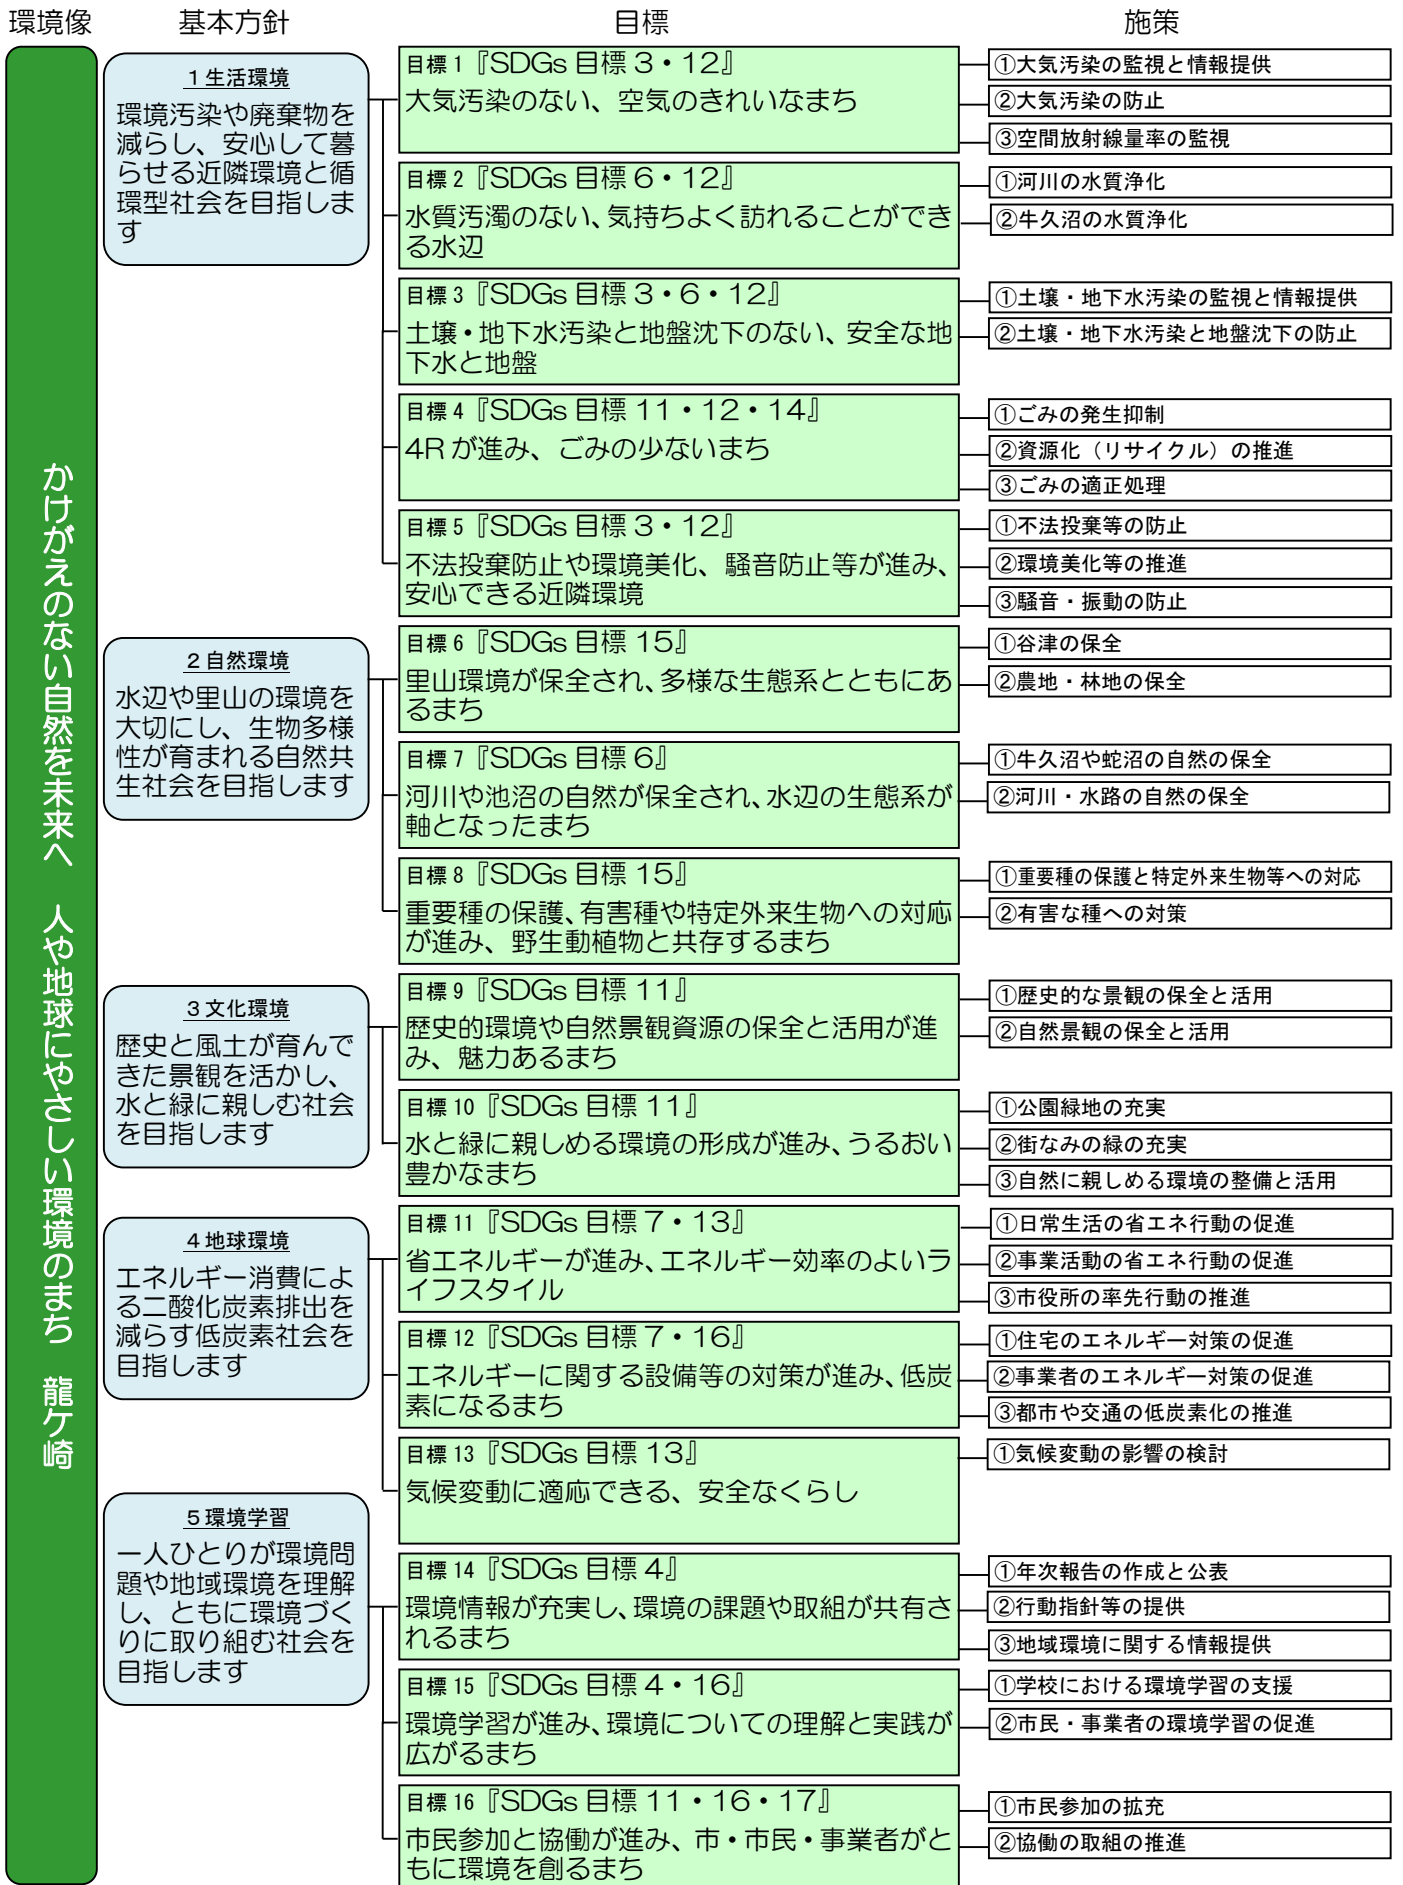 環境像
基本方針
目標
施策
かけがえのない自然を未来へ　人や地球にやさしい環境のまち　龍ケ崎
1 生活環境
環境汚染や廃棄物を
減らし、安心して暮
らせる近隣環境と循
環型社会を目指しま
す
目標 1『SDGs 目標 3・12』
大気汚染のない、空気のきれいなまち
①大気汚染の監視と情報提供
②大気汚染の防止
③空間放射線量率の監視
目標 2『SDGs 目標 6・12』
水質汚濁のない、気持ちよく訪れることができ
る水辺
①河川の水質浄化
②牛久沼の水質浄化
目標 3『SDGs 目標 3・6・12』
土壌・地下水汚染と地盤沈下のない、安全な地
下水と地盤
①土壌・地下水汚染の監視と情報提供
②土壌・地下水汚染と地盤沈下の防止
目標 4『SDGs 目標 11・12・14』
4R が進み、ごみの少ないまち
①ごみの発生抑制
②資源化（リサイクル）の推進
③ごみの適正処理
目標 5『SDGs 目標 3・12』
不法投棄防止や環境美化、騒音防止等が進み、
安心できる近隣環境
①不法投棄等の防止
②環境美化等の推進
③騒音・振動の防止
2 自然環境
水辺や里山の環境を
大切にし、生物多様
性が育まれる自然共
生社会を目指します
目標 6『SDGs 目標 15』
里山環境が保全され、多様な生態系とともにあ
るまち
①谷津の保全
②農地・林地の保全
目標 7『SDGs 目標 6』
河川や池沼の自然が保全され、水辺の生態系が
軸となったまち
①牛久沼や蛇沼の自然の保全
②河川・水路の自然の保全
目標 8『SDGs 目標 15』
重要種の保護、有害種や特定外来生物への対応
が進み、野生動植物と共存するまち
①重要種の保護と特定外来生物等への対応
②有害な種への対策
3 文化環境
歴史と風土が育んで
きた景観を活かし、
水と緑に親しむ社会
を目指します
目標 9『SDGs 目標 11』
歴史的環境や自然景観資源の保全と活用が進
み、魅力あるまち
①歴史的な景観の保全と活用
②自然景観の保全と活用
目標 10『SDGs 目標 11』
水と緑に親しめる環境の形成が進み、うるおい
豊かなまち
①公園緑地の充実
②街なみの緑の充実
③自然に親しめる環境の整備と活用
4 地球環境
エネルギー消費によ
る二酸化炭素排出を
減らす低炭素社会を
目指します
目標 11『SDGs 目標 7・13』
省エネルギーが進み、エネルギー効率のよいラ
イフスタイル
①日常生活の省エネ行動の促進
②事業活動の省エネ行動の促進
③市役所の率先行動の推進
目標 12『SDGs 目標 7・16』
エネルギーに関する設備等の対策が進み、低炭
素になるまち
①住宅のエネルギー対策の促進
②事業者のエネルギー対策の促進
③都市や交通の低炭素化の推進
目標 13『SDGs 目標 13』
気候変動に適応できる、安全なくらし
①気候変動の影響の検討
5 環境学習
一人ひとりが環境問
題や地域環境を理解
し、ともに環境づく
りに取り組む社会を
目指します
目標 14『SDGs 目標 4』
環境情報が充実し、環境の課題や取組が共有さ
れるまち
①年次報告の作成と公表
②行動指針等の提供
③地域環境に関する情報提供
目標 15『SDGs 目標 4・16』
環境学習が進み、環境についての理解と実践が
広がるまち
①学校における環境学習の支援
②市民・事業者の環境学習の促進
目標 16『SDGs 目標 11・16・17』
市民参加と協働が進み、市・市民・事業者がと
もに環境を創るまち
①市民参加の拡充
②協働の取組の推進